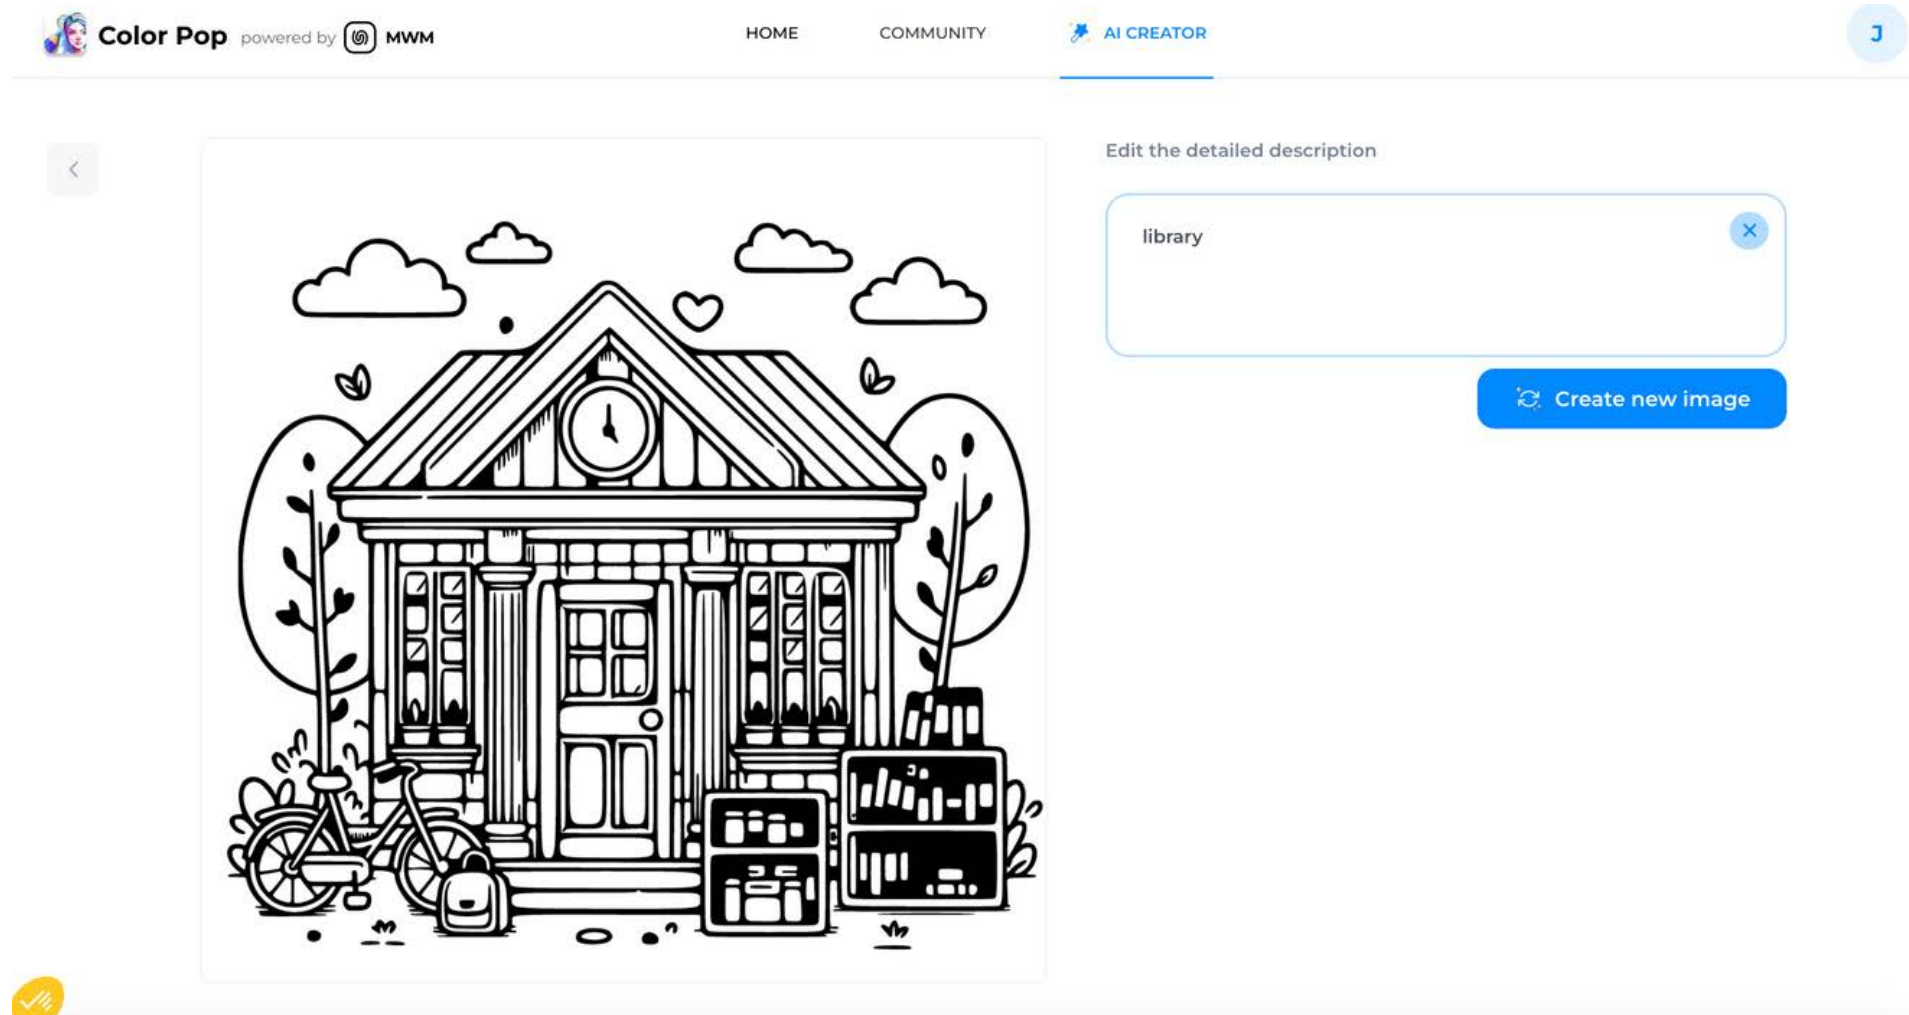 Color Pop powered by MWM
HOME
COMMUNITY
AI CREATOR
J
Edit the detailed description
library
Create new image